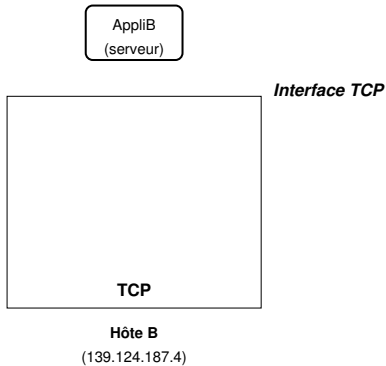 AppliB
(serveur)
Interface TCP
TCP
Hôte B
(139.124.187.4)